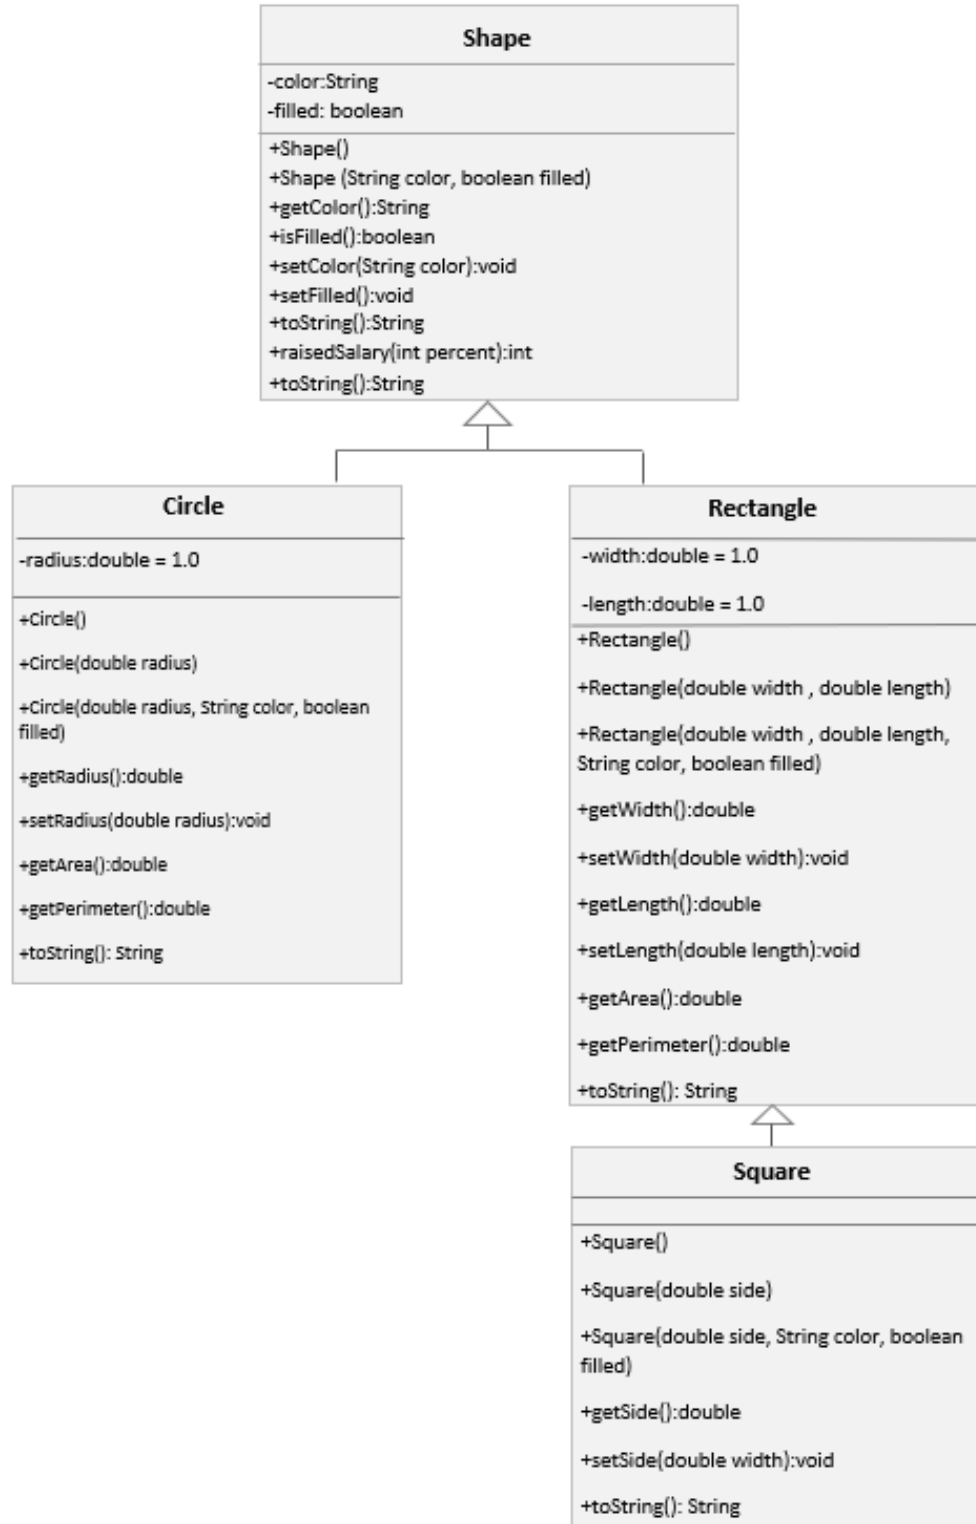 Shape
-color:String
-filled: boolean
+Shape()
+Shape (String color, boolean filled)
+getColor():String
+isFilled():boolean
+setColor(String color):void
+setFilled():void
+toString():String
+raisedSalary(int percent):int
+toString():String
Circle
-radius:double = 1.0
+Circle()
+Circle(double radius)
+Circle(double radius, String color, boolean
filled)
+getRadius():double
+setRadius(double radius):void
+getArea():double
+getPerimeter():double
+toString(): String
Rectangle
-width:double = 1.0
-length:double = 1.0
+Rectangle()
+Rectangle(double width , double length)
+Rectangle(double width , double length,
String color, boolean filled)
+getWidth():double
+setWidth(double width):void
+getLength():double
+setLength(double length):void
+getArea():double
+getPerimeter():double
+toString(): String
Square
+Square()
+Square(double side)
+Square(double side, String color, boolean
filled)
+getSide():double
+setSide(double width):void
+toString(): String